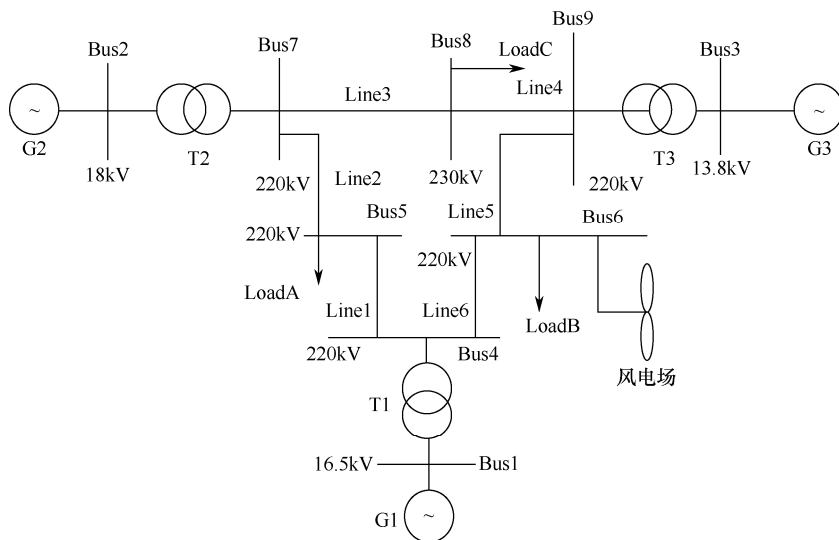 Bus9
Bus2
Bus7
Bus8
LoadC
Bus3
Line3
Line4
~
~
G2
T2
T3
G3
18kV
220kV
230kV
220kV
13.8kV
Line2
Line5
Bus6
Bus5
220kV
220kV
LoadA
Line1
Line6
LoadB
220kV
Bus4
风电场
T1
16.5kV
Bus1
G1
~